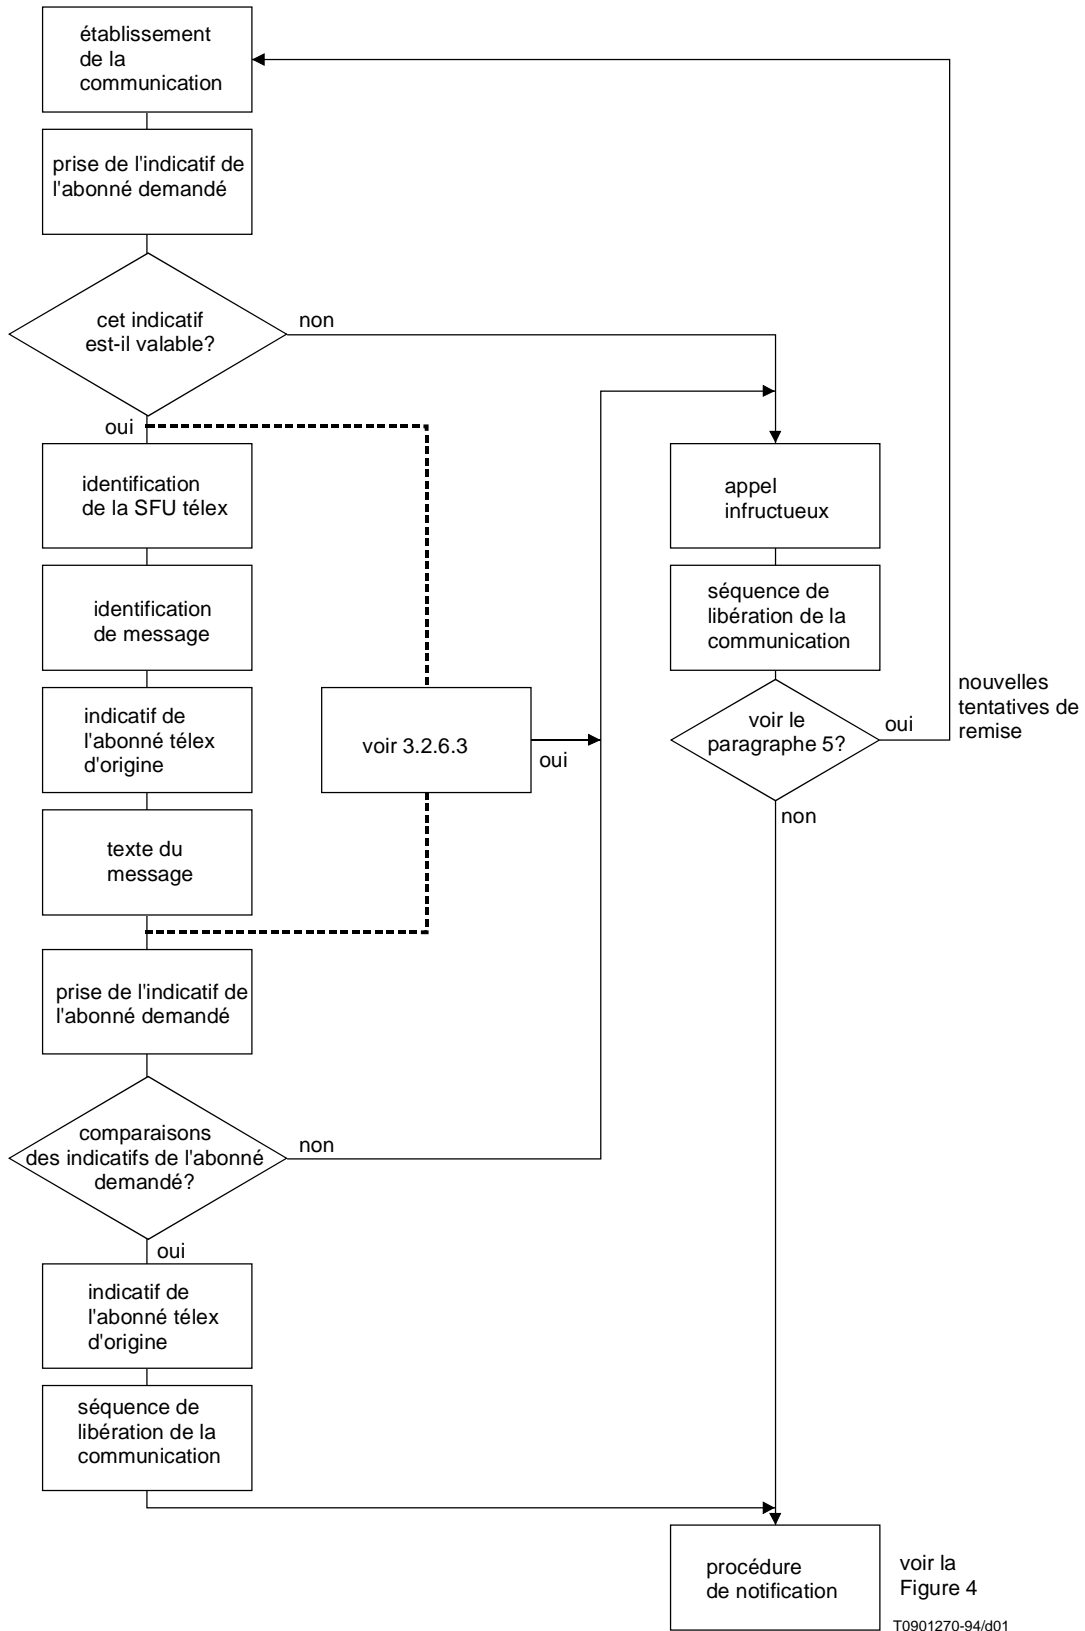 établissement
de la
communication
prise de l'indicatif de
l'abonné demandé
cet indicatif
est-il valable?
non
oui
identification
de la SFU télex
identification
de message
indicatif de
l'abonné télex
d'origine
texte du
message
voir 3.2.6.3
oui
prise de l'indicatif de
l'abonné demandé
comparaisons
des indicatifs de l'abonné
demandé?
non
oui
indicatif de
l'abonné télex
d'origine
séquence de
libération de la
communication
appel
infructueux
séquence de
libération de la
communication
voir le
paragraphe 5?
oui
nouvelles
tentatives de
remise
non
procédure
de notification
voir la
Figure 4
T0901270-94/d01